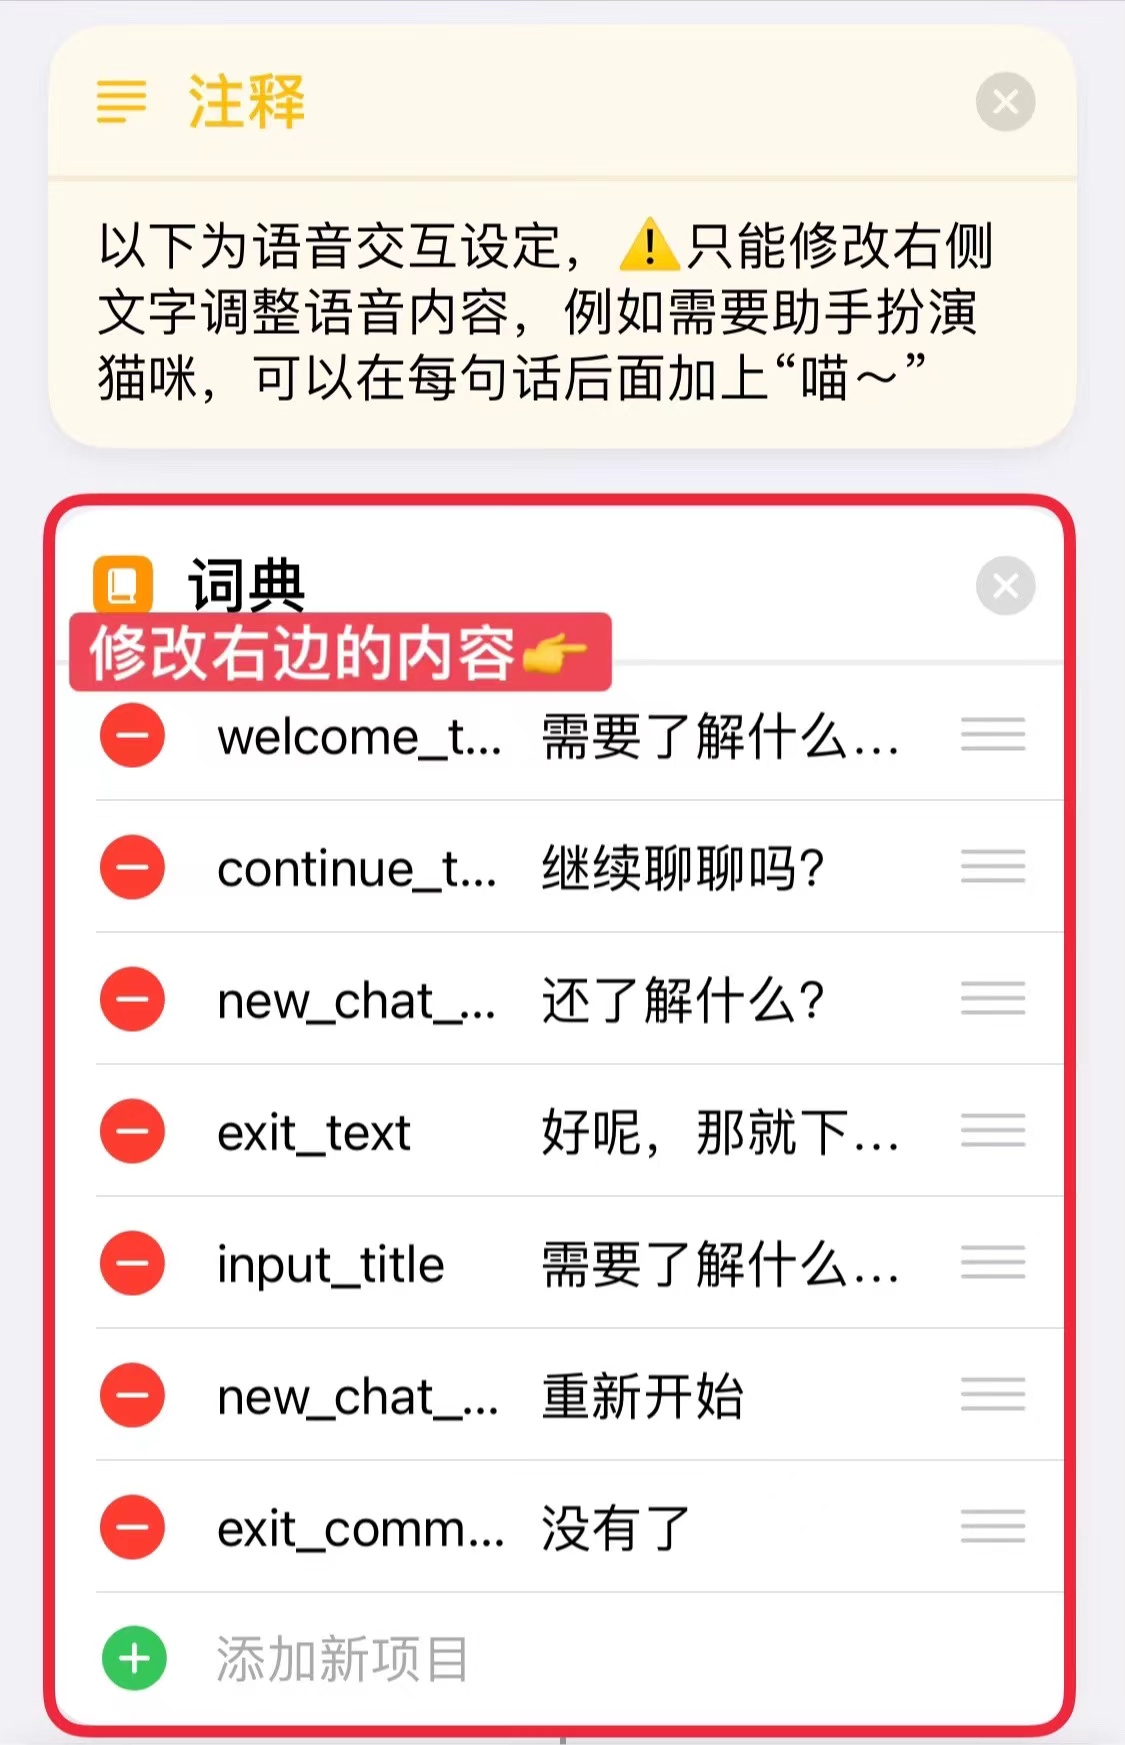 注释
以下为语音交互设定，⚠️只能修改右侧
文字调整语音内容，例如需要助手扮演
猫咪，可以在每句话后面加上“喵～”
词典
修改右边的内容👉
welcome_t... 需要了解什么...
continue_t... 继续聊聊吗?
new_chat_... 还了解什么?
exit_text 好呢，那就下...
input_title 需要了解什么...
new_chat_... 重新开始
exit_comm... 没有了
添加新项目